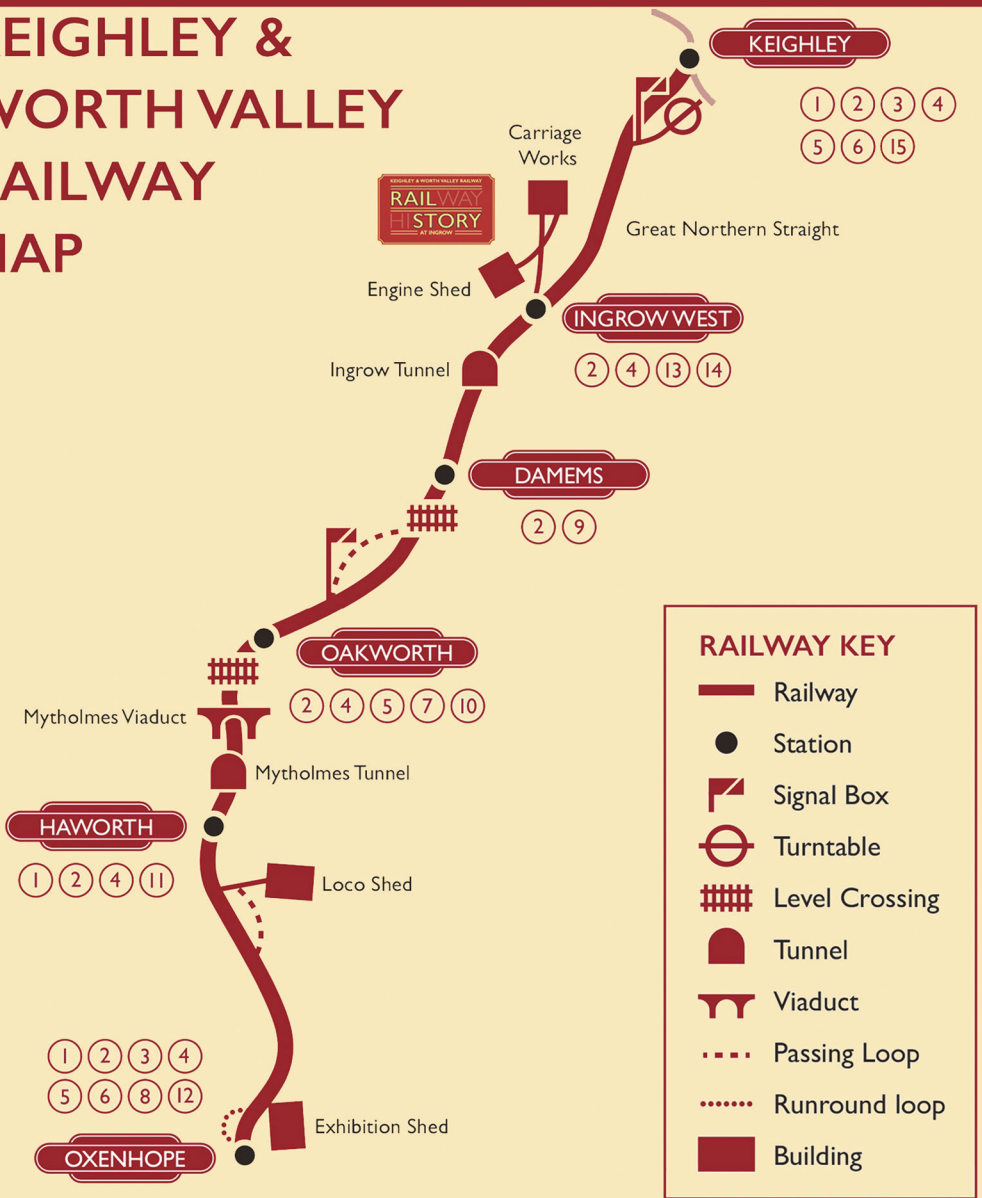 EIGHLEY &
WORTH VALLEY
AILWAY
MAP
KEIGHLEY
1 2 3 4
5 6 15
Carriage
Works
KEIGHLEY & WORTH VALLEY RAILWAY
RAILWAY
HISTORY
AT INGROW
Great Northern Straight
Engine Shed
INGROW WEST
2 4 13 14
Ingrow Tunnel
DAMEMS
2 9
OAKWORTH
2 4 5 7 10
Mytholmes Viaduct
Mytholmes Tunnel
HAWORTH
1 2 4 11
Loco Shed
1 2 3 4
5 6 8 12
Exhibition Shed
OXENHOPE
RAILWAY KEY
Railway
Station
Signal Box
Turntable
Level Crossing
Tunnel
Viaduct
Passing Loop
Runround loop
Building